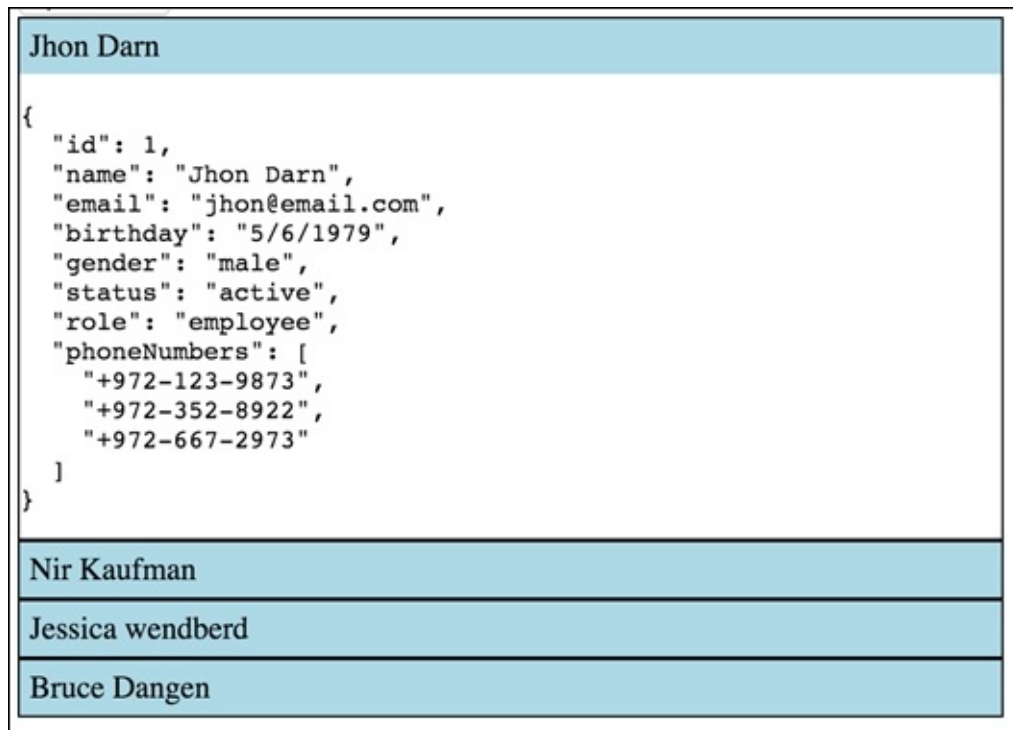 Jhon Darn
{
  "id": 1,
  "name": "Jhon Darn",
  "email": "jhon@email.com",
  "birthday": "5/6/1979",
  "gender": "male",
  "status": "active",
  "role": "employee",
  "phoneNumbers": [
    "+972-123-9873",
    "+972-352-8922",
    "+972-667-2973"
  ]
}
Nir Kaufman
Jessica wendberd
Bruce Dangen